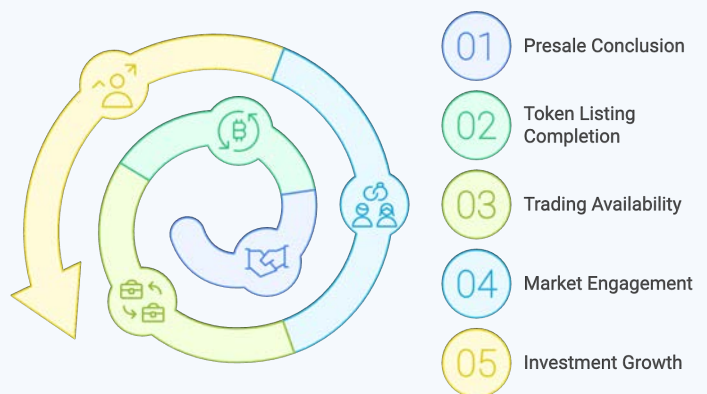 01
Presale Conclusion
02
Token Listing
Completion
03
Trading Availability
04
Market Engagement
05
Investment Growth